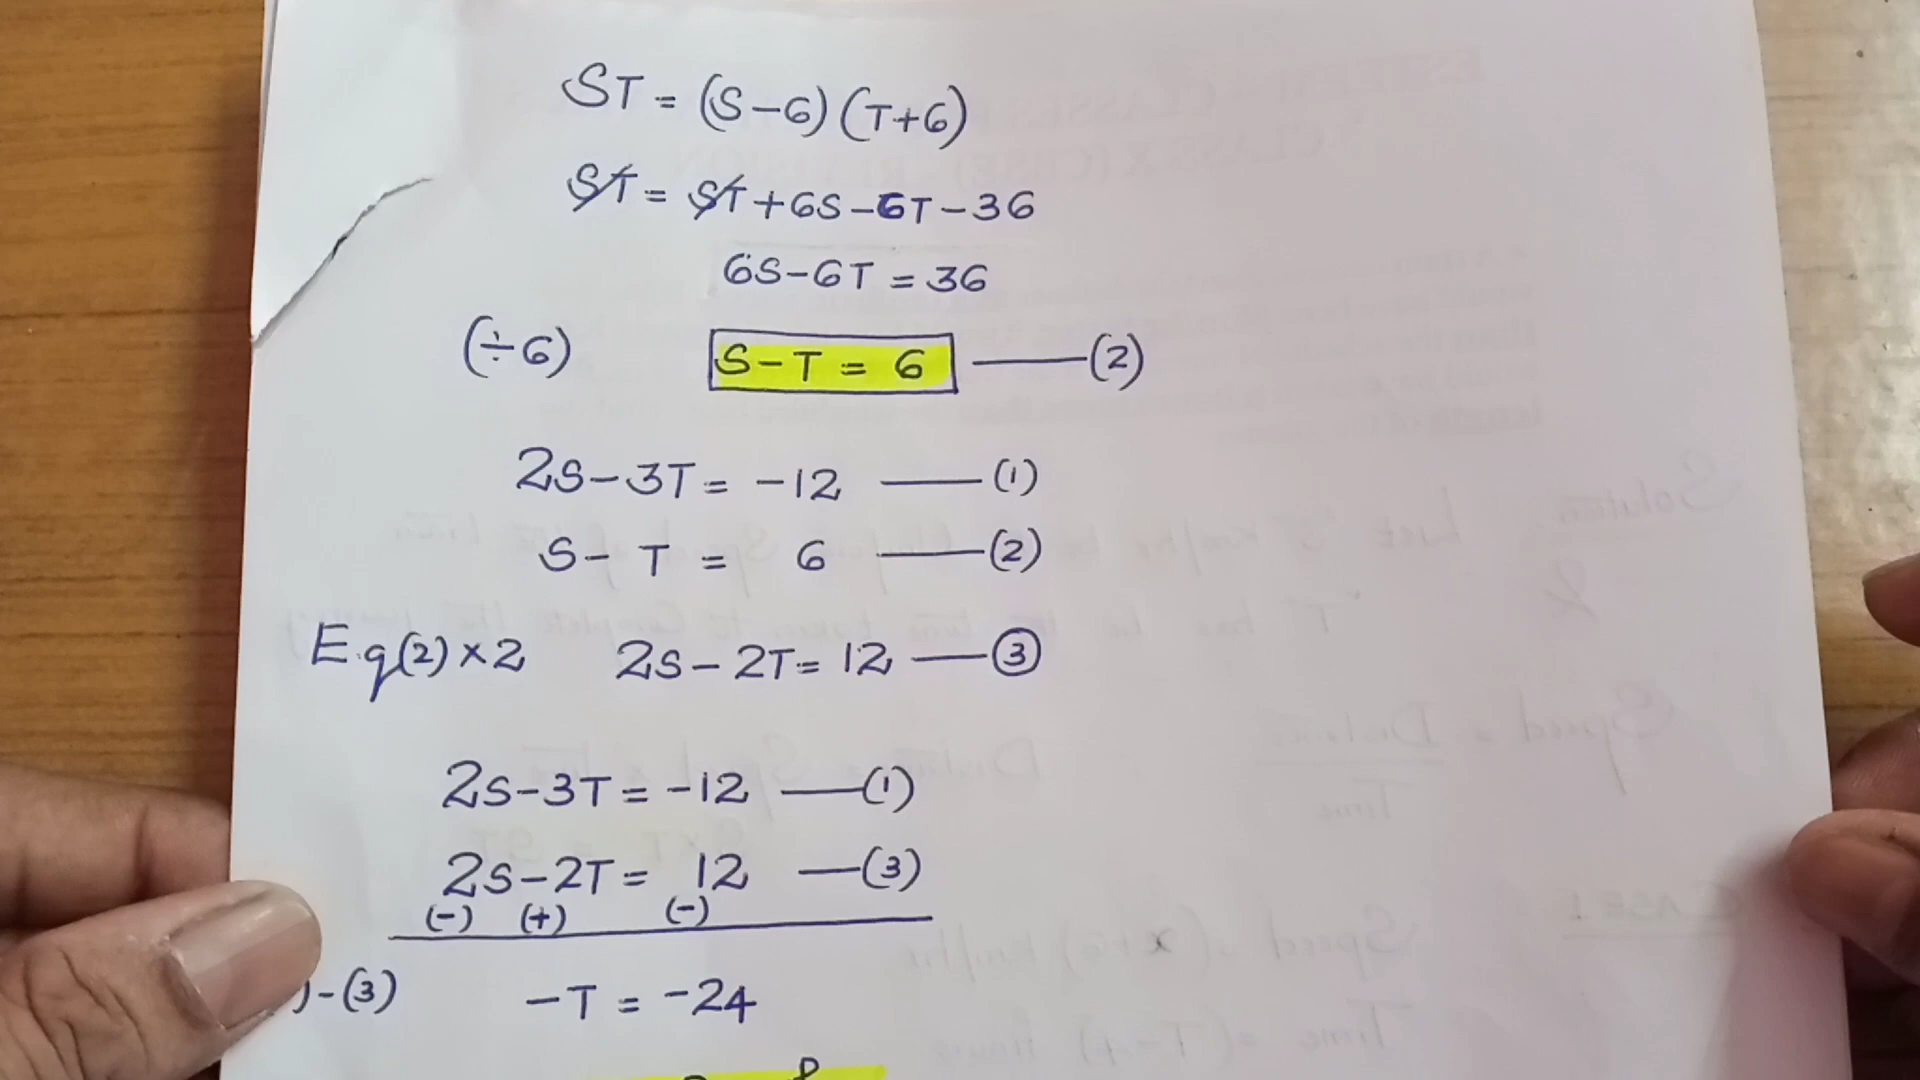 ST = (S-6)(T+6)
ST = ST+6S-6T-36
6S-6T = 36
(÷6) S-T = 6 —(2)
2S-3T = -12 —(1)
S-T = 6 —(2)
Eq(2)×2 2S-2T = 12 —③
2S-3T = -12 —(1)
2S-2T = 12 —(3)
(-) (+) (-)
)-(3) -T = -24